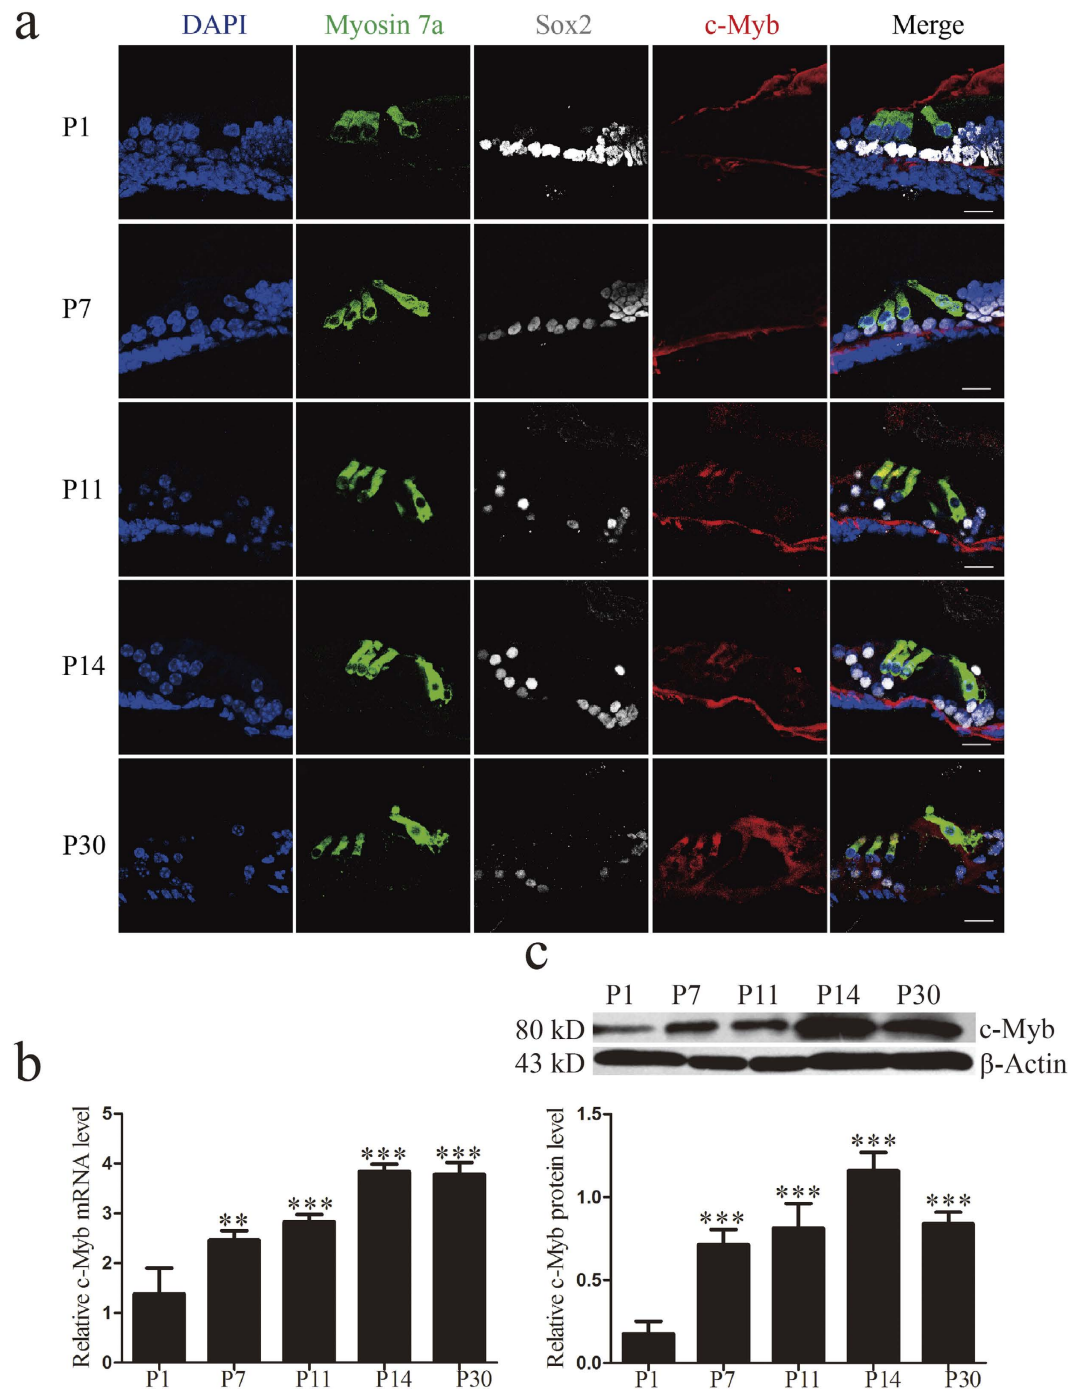 a
DAPI Myosin 7a Sox2 c-Myb Merge
P1
P7
P11
P14
P30
c
P1 P7 P11 P14 P30
80 kD c-Myb
43 kD β-Actin
b
Relative c-Myb mRNA level
5
4
3
2
1
0
** *** *** ***
P1 P7 P11 P14 P30
Relative c-Myb protein level
1.5
1.0
0.5
0.0
*** *** *** ***
P1 P7 P11 P14 P30